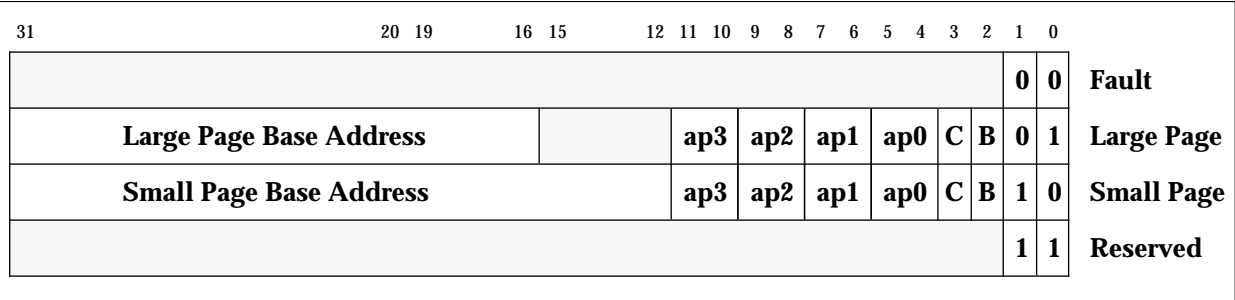 31 20 19 16 15 12 11 10 9 8 7 6 5 4 3 2 1 0
0 0 Fault
Large Page Base Address ap3 ap2 ap1 ap0 C B 0 1 Large Page
Small Page Base Address ap3 ap2 ap1 ap0 C B 1 0 Small Page
1 1 Reserved